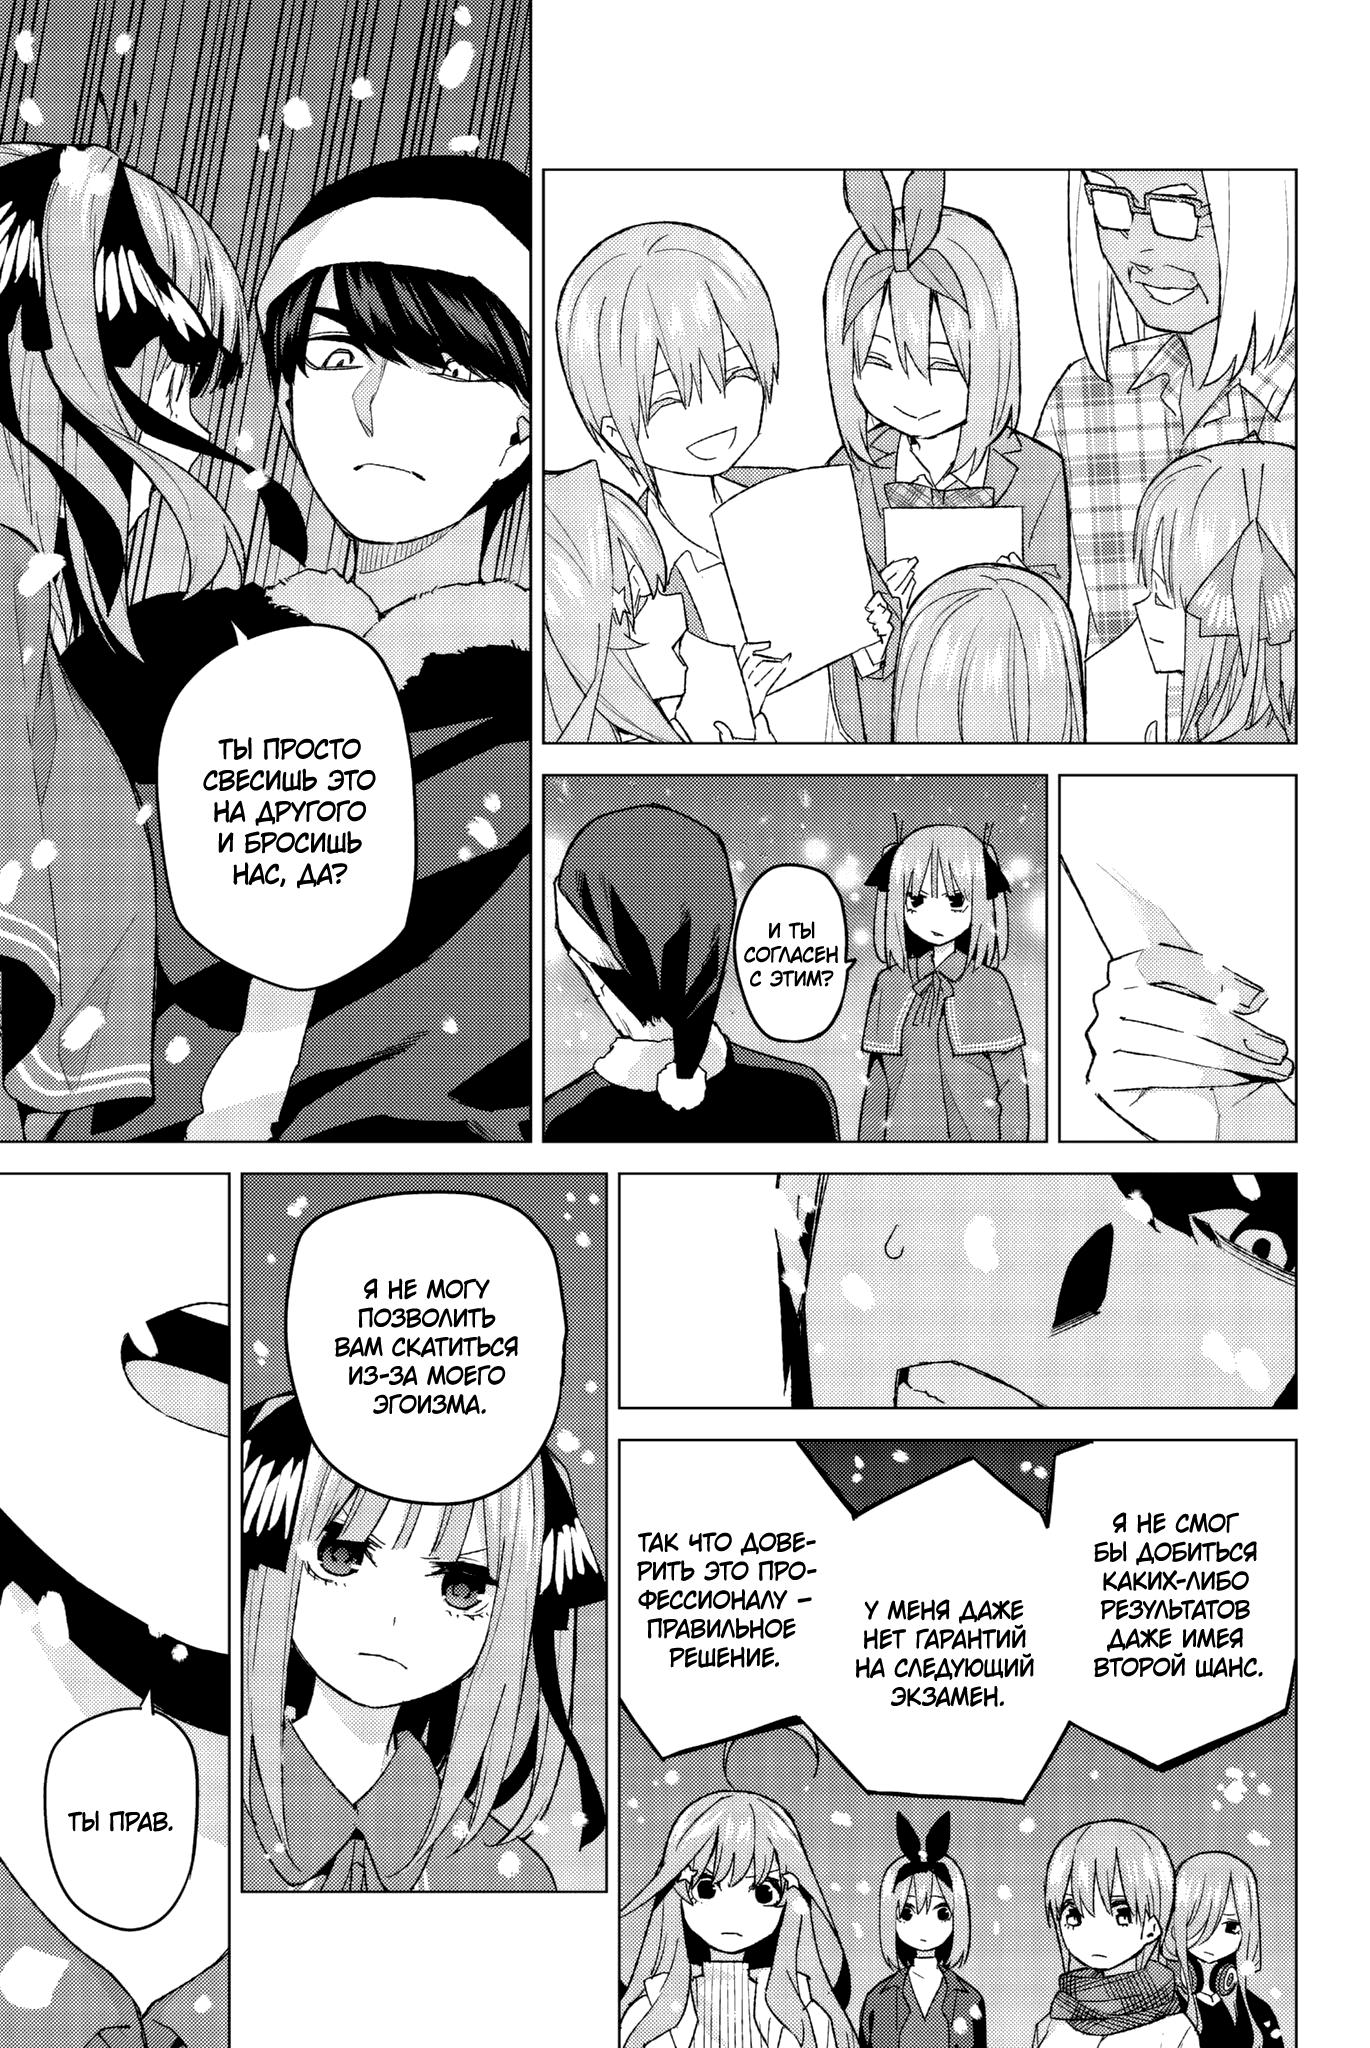 И ТЫ
СОГЛАСЕН
С ЭТИМ?
ТЫ ПРОСТО
СВЕСИШЬ ЭТО
НА ДРУГОГО
И БРОСИШЬ
НАС, ДА?
Я НЕ СМОГ
БЫ ДОБИТЬСЯ
КАКИХ-ЛИБО
РЕЗУЛЬТАТОВ
ДАЖЕ ИМЕЯ
ВТОРОЙ ШАНС.
У МЕНЯ ДАЖЕ
НЕТ ГАРАНТИЙ
НА СЛЕДУЮЩИЙ
ЭКЗАМЕН.
ТАК ЧТО ДОВЕ-
РИТЬ ЭТО ПРО-
ФЕССИОНАЛУ –
ПРАВИЛЬНОЕ
РЕШЕНИЕ.
Я НЕ МОГУ
ПОЗВОЛИТЬ
ВАМ СКАТИТЬСЯ
ИЗ-ЗА МОЕГО
ЭГОИЗМА.
ТЫ ПРАВ.